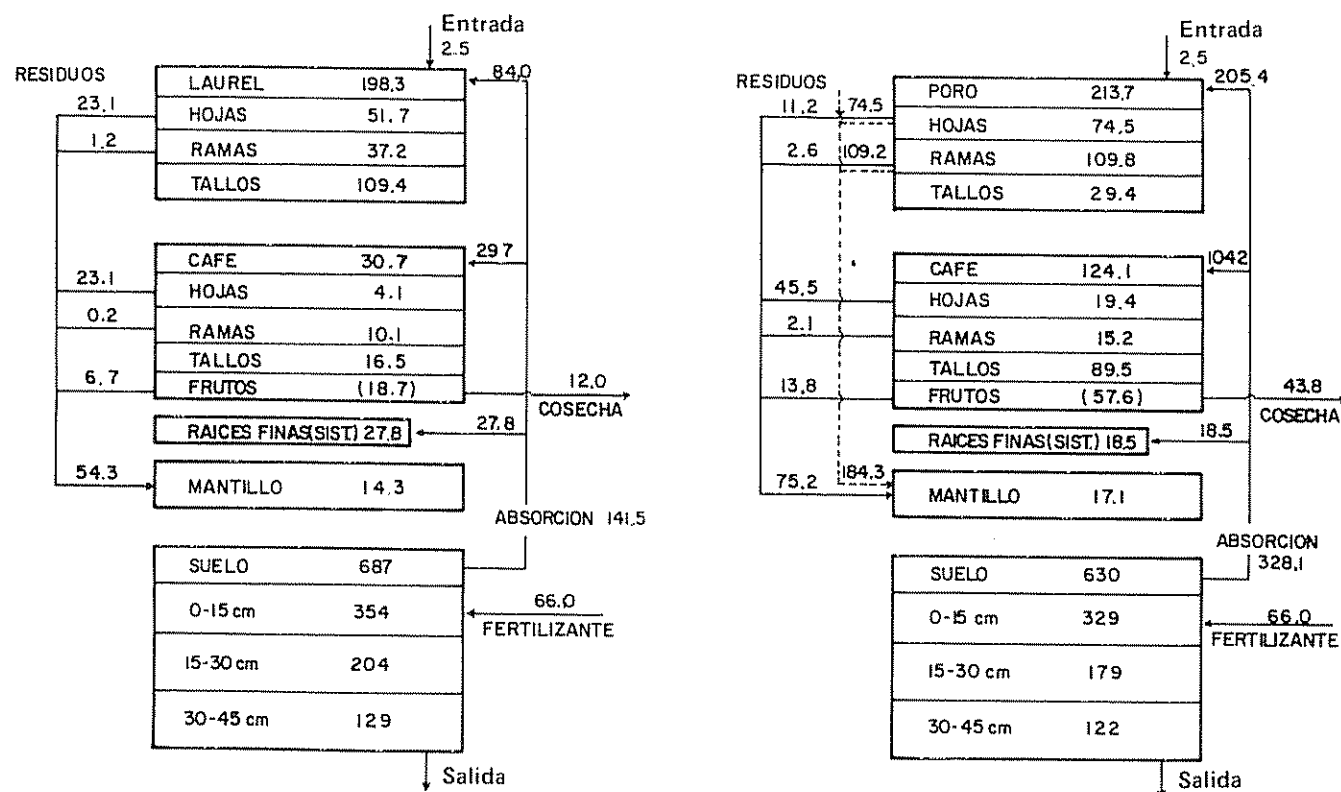 Entrada
2.5
RESIDUOS
84.0
LAUREL 198.3
23.1
HOJAS 51.7
1.2
RAMAS 37.2
TALLOS 109.4
29.7
CAFE 30.7
23.1
HOJAS 4.1
0.2
RAMAS 10.1
TALLOS 16.5
6.7
FRUTOS (18.7)
12.0
COSECHA
RAICES FINAS(SIST.) 27.8
27.8
54.3
MANTILLO 14.3
ABSORCION 141.5
SUELO 687
0-15 cm 354
66.0
FERTILIZANTE
15-30 cm 204
30-45 cm 129
Salida
Entrada
2.5
RESIDUOS
205.4
PORO 213.7
11.2 74.5
HOJAS 74.5
2.6 109.2
RAMAS 109.8
TALLOS 29.4
1042
CAFE 124.1
45.5
HOJAS 19.4
2.1
RAMAS 15.2
TALLOS 89.5
13.8
FRUTOS (57.6)
43.8
COSECHA
RAICES FINAS(SIST.) 18.5
18.5
75.2 184.3
MANTILLO 17.1
ABSORCION
328.1
SUELO 630
0-15 cm 329
66.0
FERTILIZANTE
15-30 cm 179
30-45 cm 122
Salida